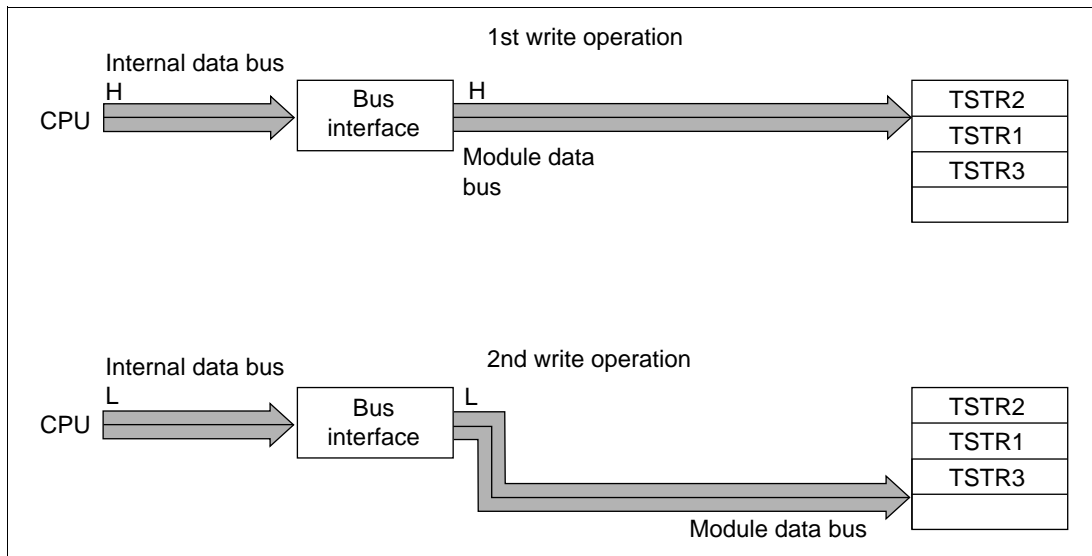 1st write operation
Internal data bus
H
CPU
Bus
interface
H
Module data
bus
TSTR2
TSTR1
TSTR3
2nd write operation
Internal data bus
L
CPU
Bus
interface
L
Module data bus
TSTR2
TSTR1
TSTR3